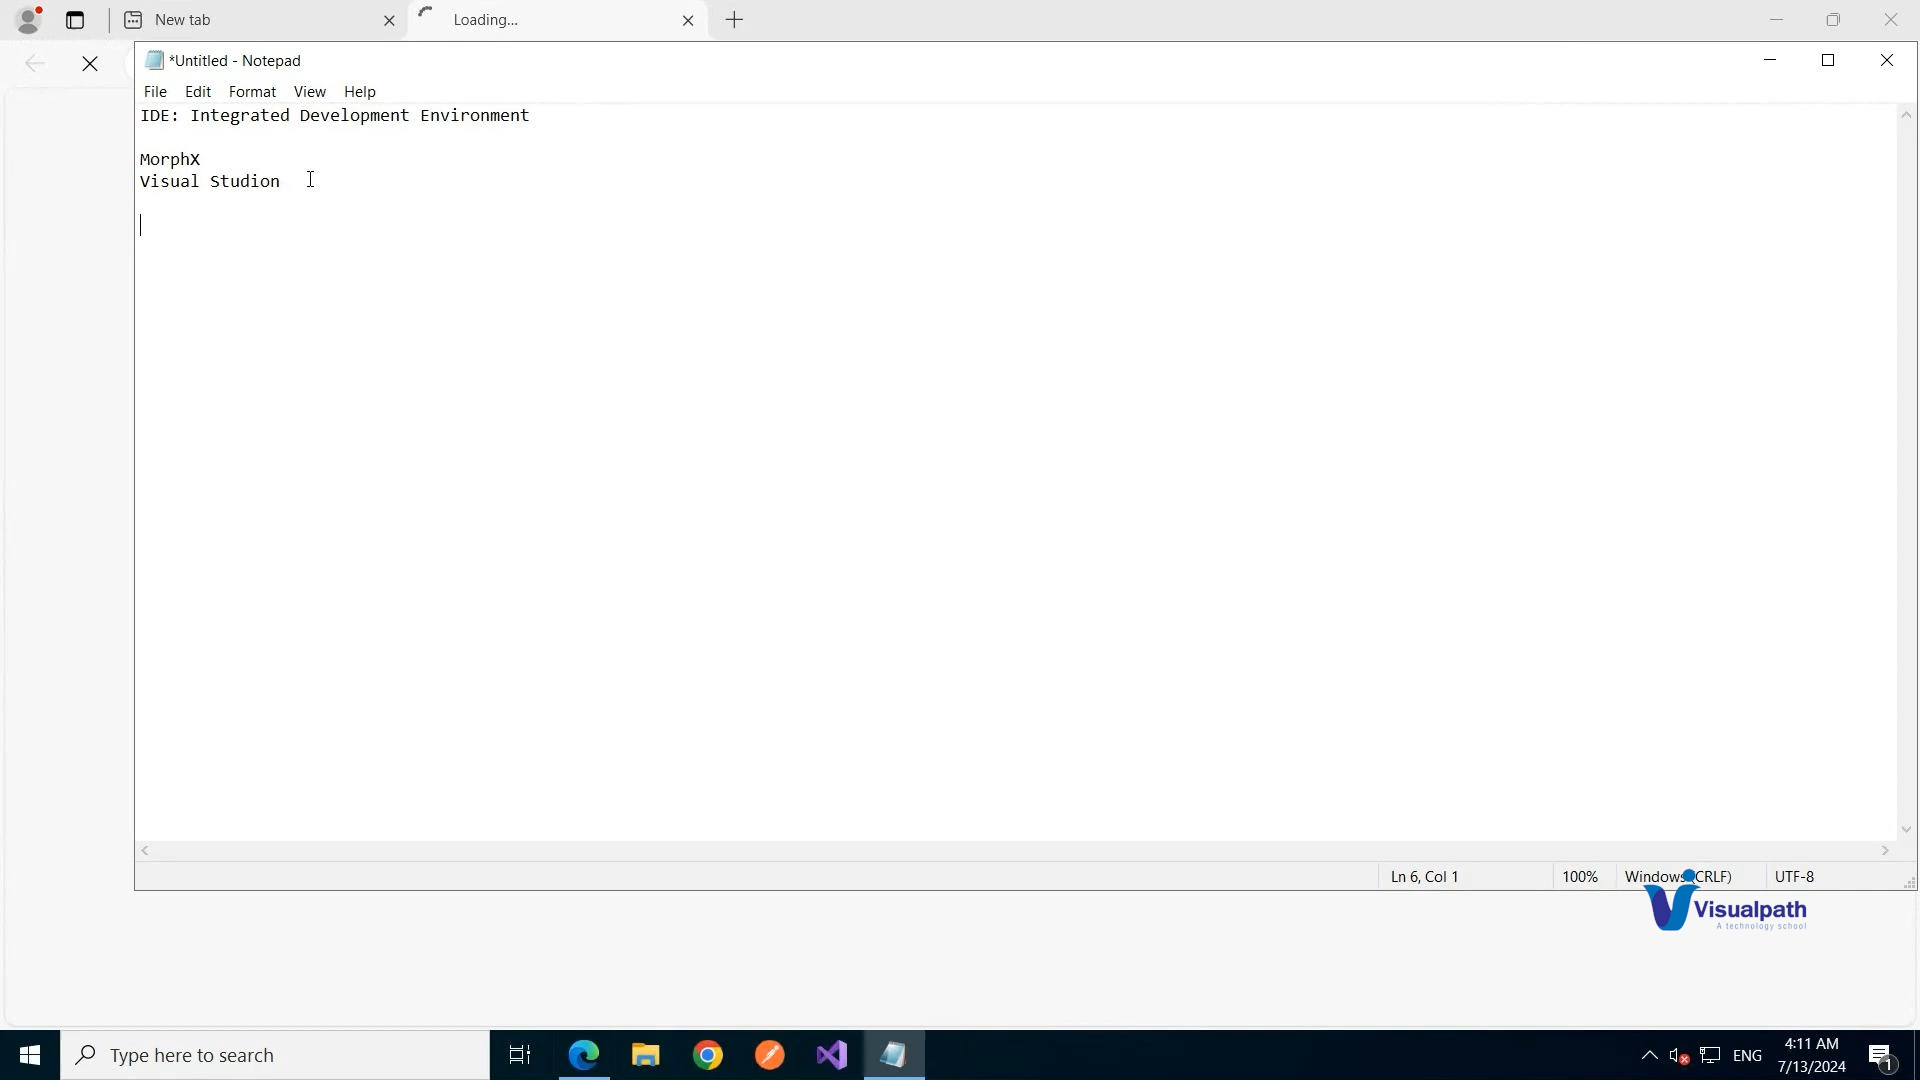 New tab
Loading...
*Untitled - Notepad
File Edit Format View Help
IDE: Integrated Development Environment
MorphX
Visual Studion
Ln 6, Col 1 100% Windows (CRLF) UTF-8
Visualpath
A technology school
Type here to search
ENG
4:11 AM
7/13/2024
1